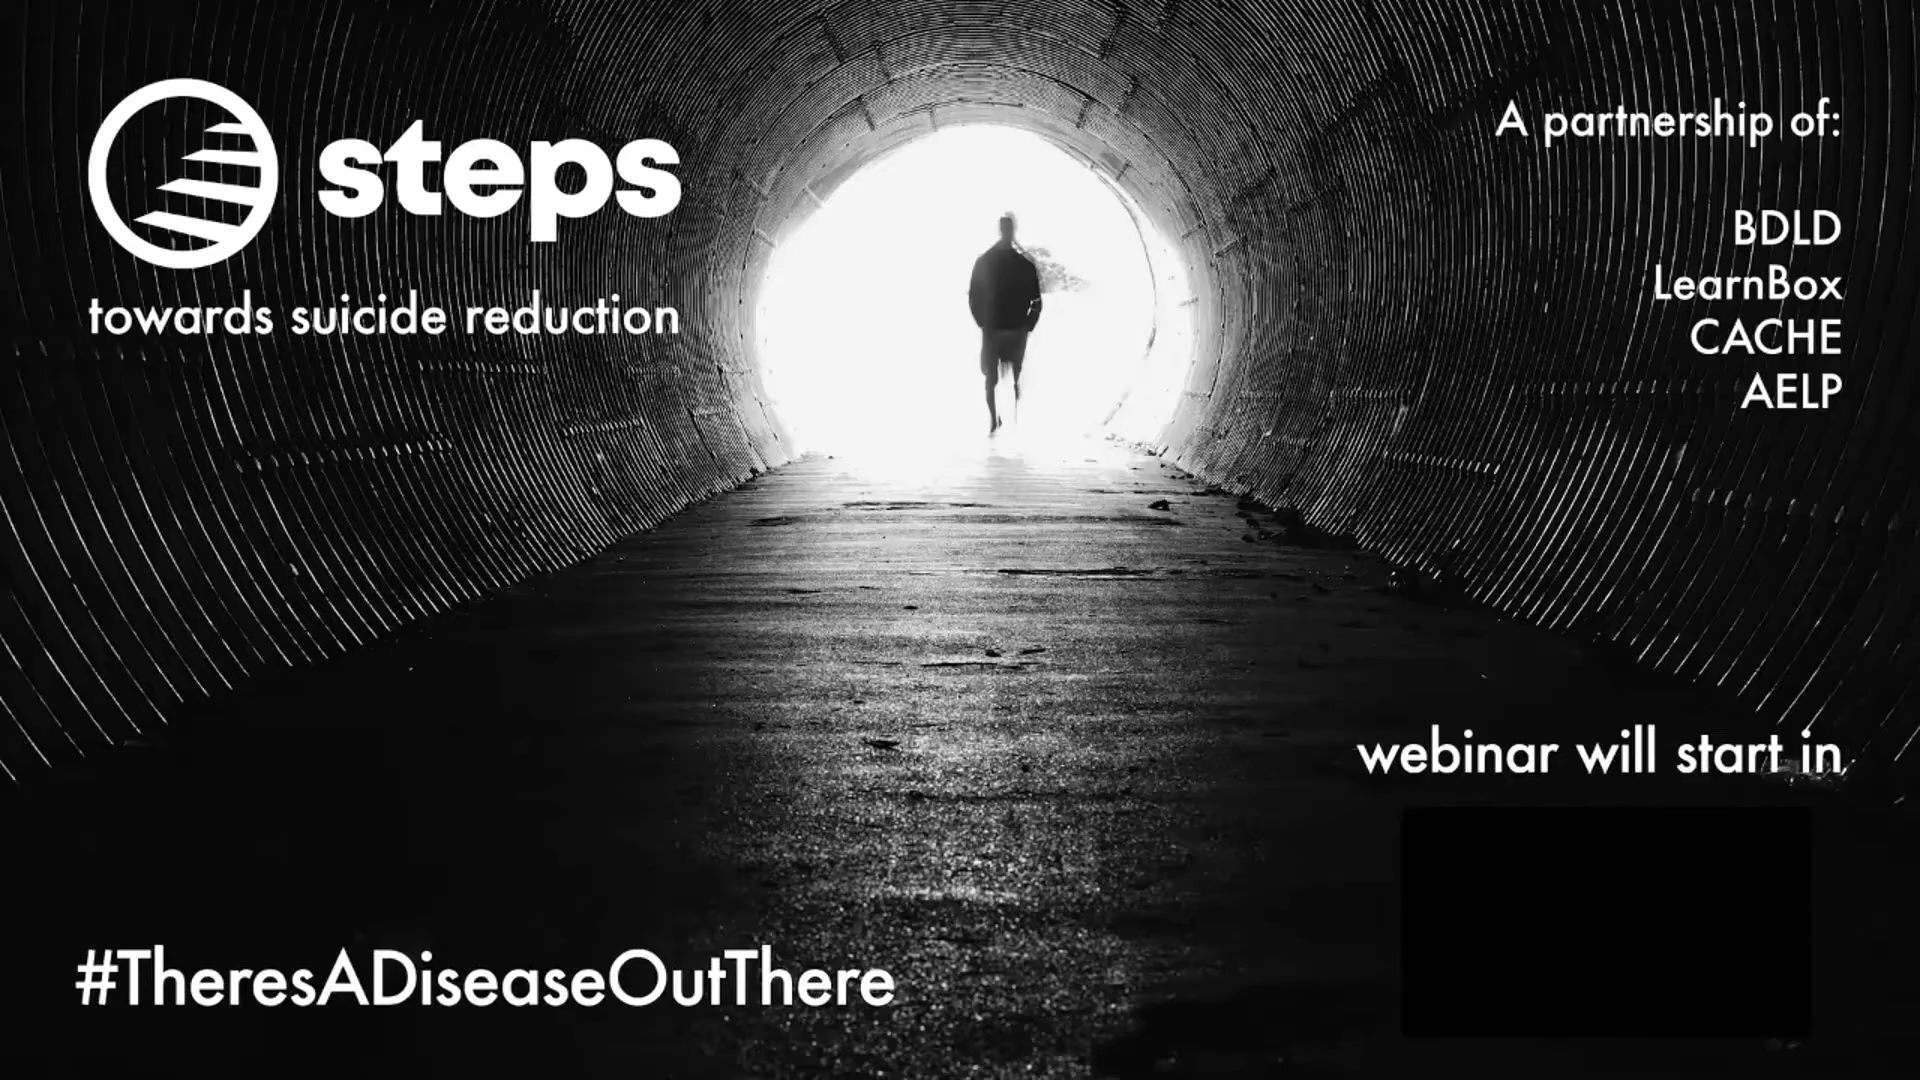 steps
towards suicide reduction
A partnership of:
BDLD
LearnBox
CACHE
AELP
webinar will start in
#TheresADiseaseOutThere